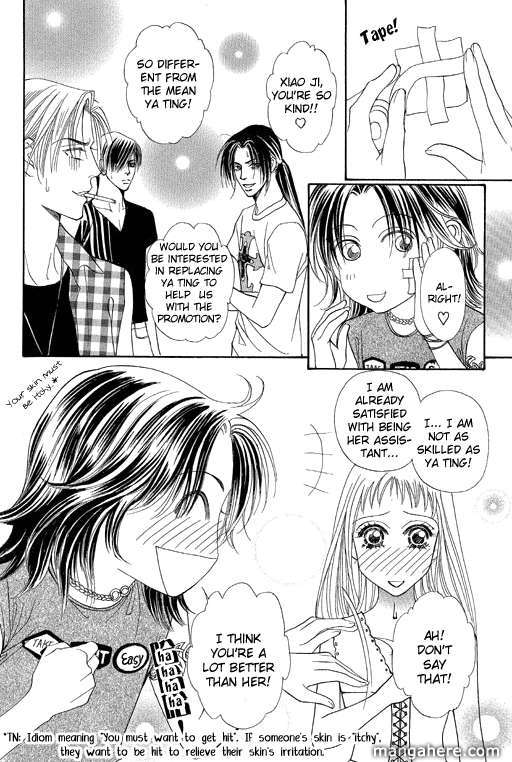 Tape!
XIAO JI,
YOU'RE SO
KIND!!
♡
SO DIFFER-
ENT FROM
THE MEAN
YA TING!
WOULD YOU
BE INTERESTED
IN REPLACING
YA TING TO
HELP US
WITH THE
PROMOTION?
AL-
RIGHT!
♡
I... I AM
NOT AS
SKILLED AS
YA TING!
I AM
ALREADY
SATISFIED
WITH BEING
HER ASSIS-
TANT...
Your skin must
be itchy.*
I THINK
YOU'RE A
LOT BETTER
THAN HER!
AH!
DON'T
SAY
THAT!
TAKE IT EASY
ha
ha
ha
ha
!
*TN: Idiom meaning "You must want to get hit". IF someone's skin is "itchy",
they want to be hit to relieve their skin's irritation.
mangahere.com